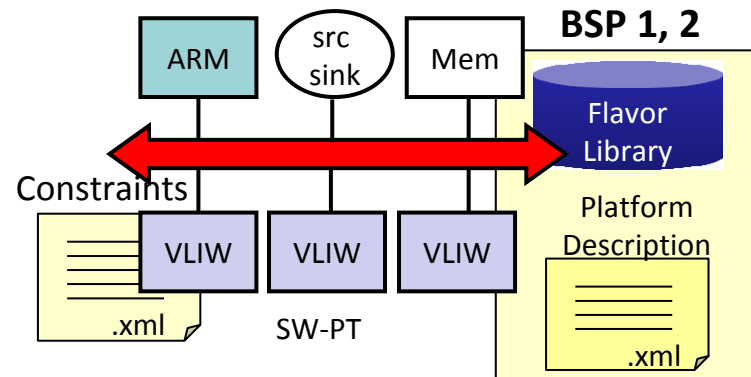 BSP 1, 2
ARM
src
sink
Mem
Flavor
Library
Constraints
Platform
Description
VLIW
VLIW
VLIW
.xml
SW-PT
.xml